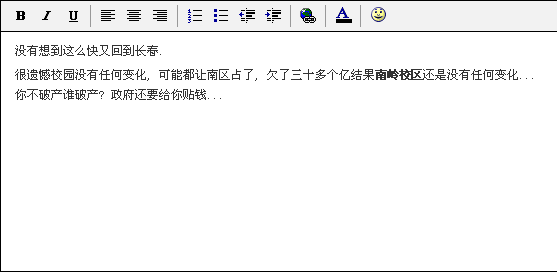 B I U A
没有想到这么快又回到长春.
很遗憾校园没有任何变化，可能都让南区占了，欠了三十多个亿结果南岭校区还是没有任何变化...
你不破产谁破产？政府还要给你贴钱...